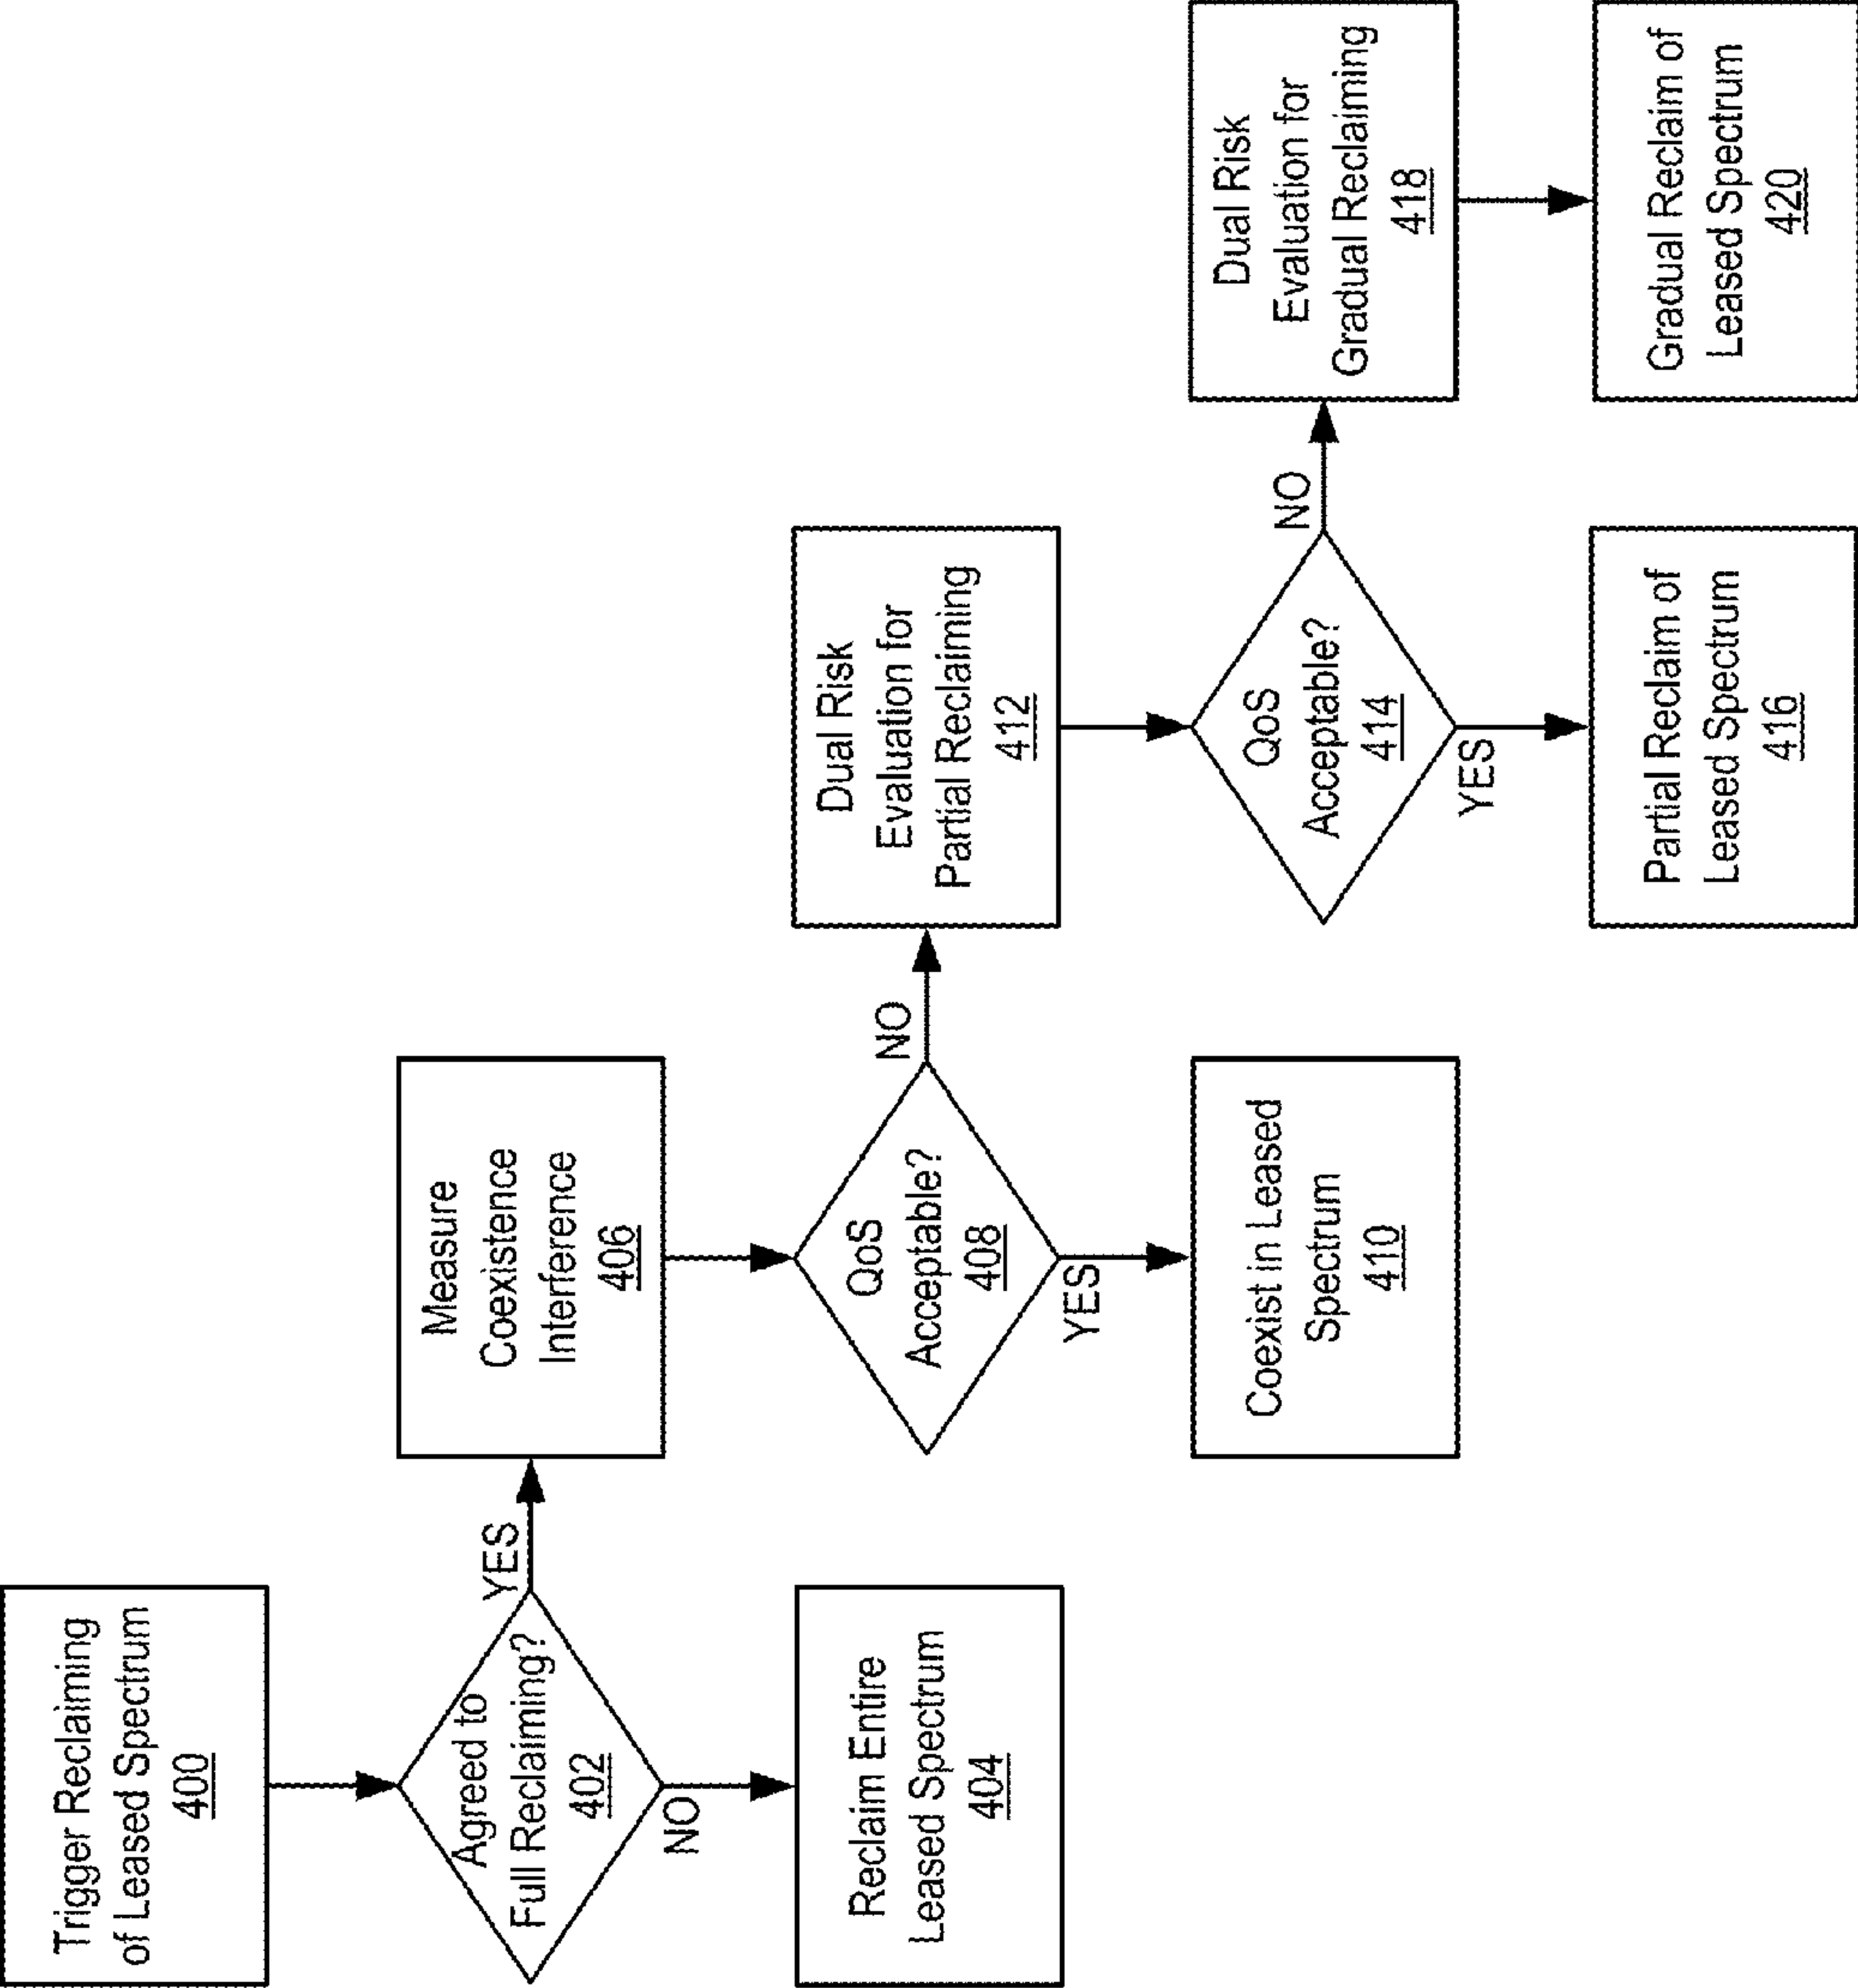 Trigger Reclaiming
of Leased Spectrum
400
Agreed to
Full Reclaiming?
402
YES
NO
Reclaim Entire
Leased Spectrum
404
Measure
Coexistence
Interference
406
QoS
Acceptable?
408
NO
YES
Coexist in Leased
Spectrum
410
Dual Risk
Evaluation for
Partial Reclaiming
412
QoS
Acceptable?
414
NO
YES
Partial Reclaim of
Leased Spectrum
416
Dual Risk
Evaluation for
Gradual Reclaiming
418
Gradual Reclaim of
Leased Spectrum
420